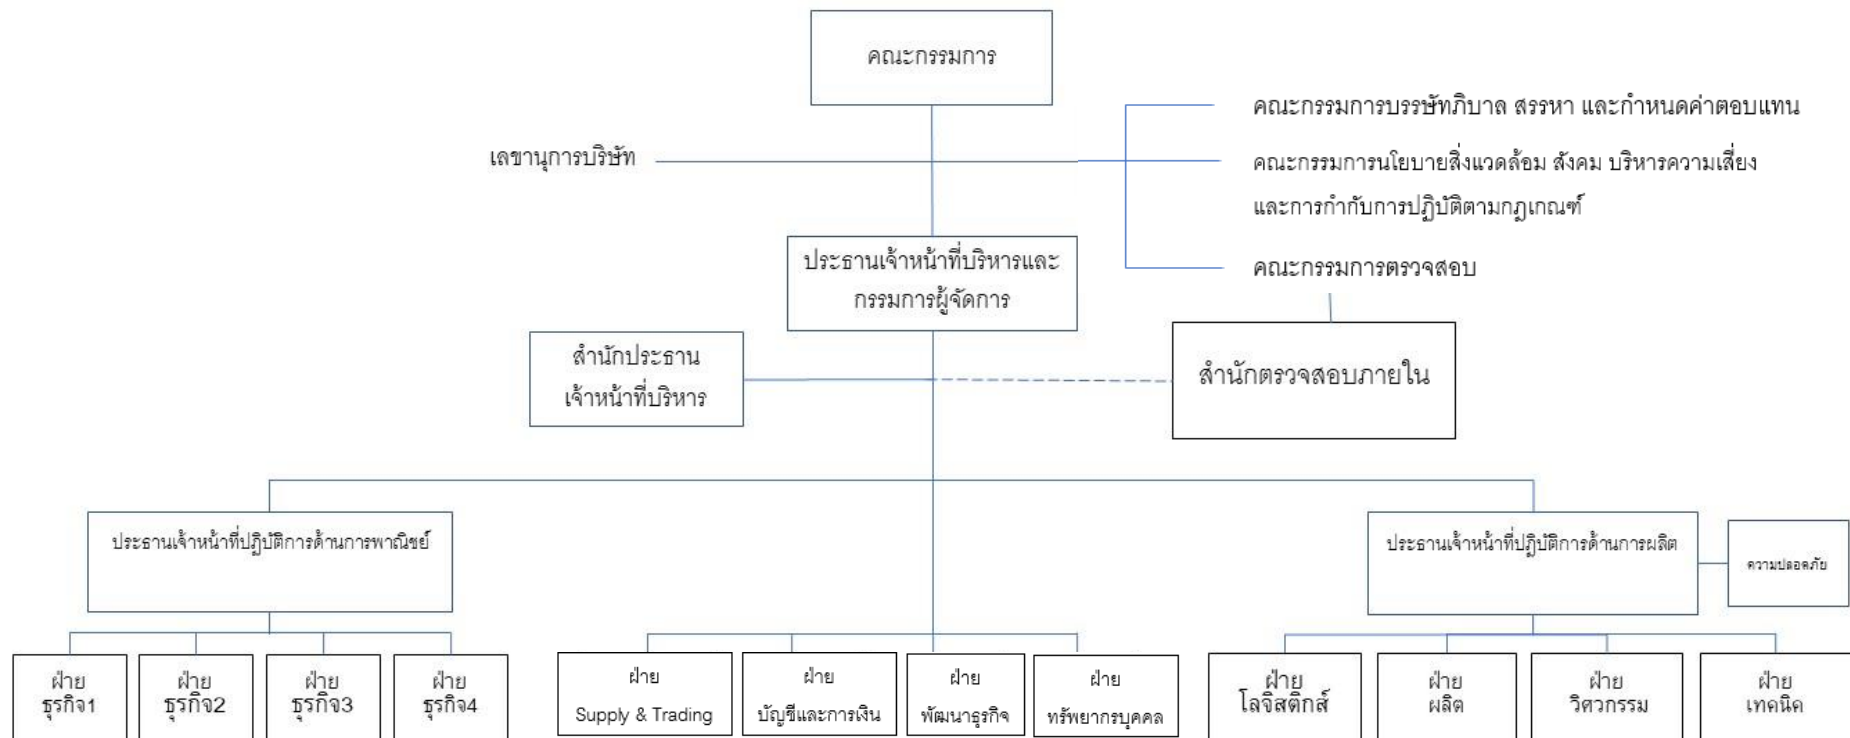 คณะกรรมการ
คณะกรรมการบรรษัทภิบาล สรรหา และกำหนดค่าตอบแทน
เลขานุการบริษัท
คณะกรรมการนโยบายสิ่งแวดล้อม สังคม บริหารความเสี่ยง
และการกำกับการปฏิบัติตามกฎเกณฑ์
ประธานเจ้าหน้าที่บริหารและ
กรรมการผู้จัดการ
คณะกรรมการตรวจสอบ
สำนักประธาน
เจ้าหน้าที่บริหาร
สำนักตรวจสอบภายใน
ประธานเจ้าหน้าที่ปฏิบัติการด้านการพาณิชย์
ประธานเจ้าหน้าที่ปฏิบัติการด้านการผลิต
ความปลอดภัย
ฝ่าย
ธุรกิจ1
ฝ่าย
ธุรกิจ2
ฝ่าย
ธุรกิจ3
ฝ่าย
ธุรกิจ4
ฝ่าย
Supply & Trading
ฝ่าย
บัญชีและการเงิน
ฝ่าย
พัฒนาธุรกิจ
ฝ่าย
ทรัพยากรบุคคล
ฝ่าย
โลจิสติกส์
ฝ่าย
ผลิต
ฝ่าย
วิศวกรรม
ฝ่าย
เทคนิค